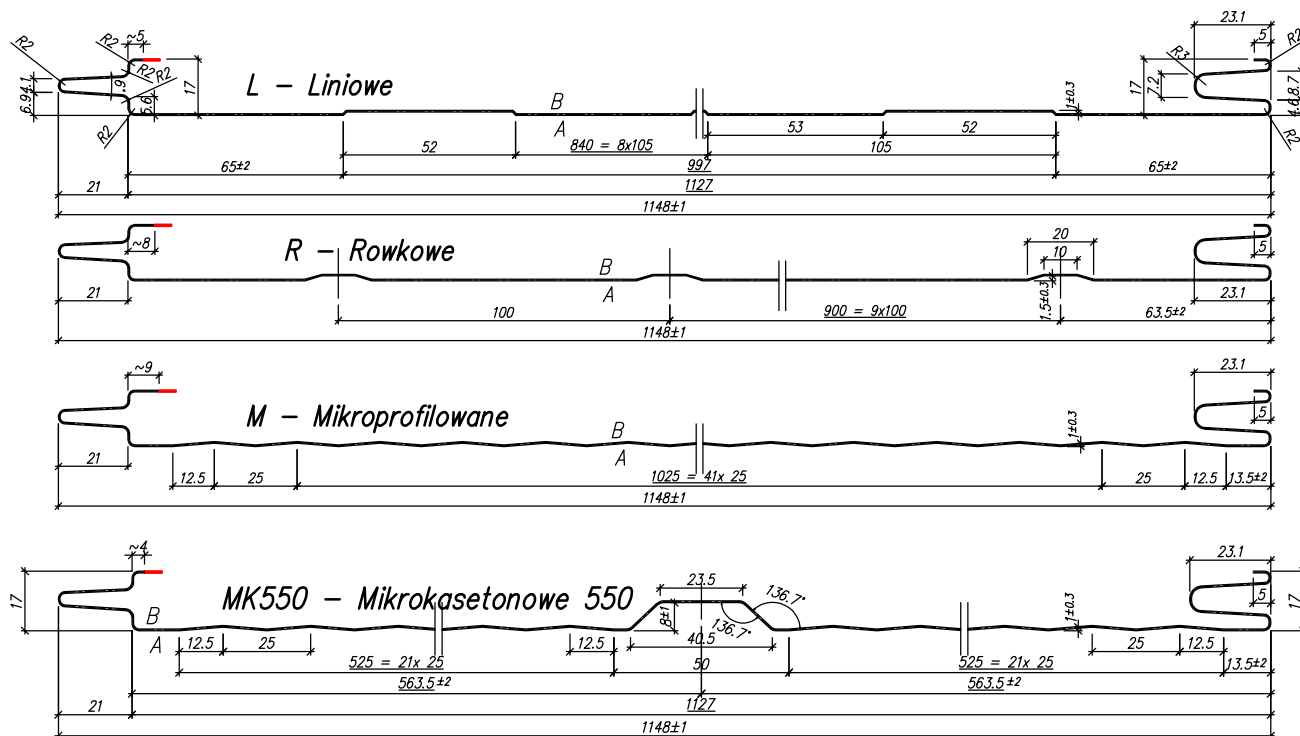 R2
~5
R2
R2
R2
6.9
4.1
.9
5.6
17
R2
L – Liniowe
B
A
23.1
5
R2
R3
17
7.2
8.7
4.6
1±0.3
R2
53
52
52
840 = 8x105
105
65±2
997
65±2
21
1127
1148±1
~8
R – Rowkowe
B
A
20
10
5
1.5±0.3
21
23.1
100
900 = 9x100
63.5±2
1148±1
~9
M – Mikroprofilowane
B
A
23.1
5
1±0.3
21
12.5
25
1025 = 41x 25
25
12.5
13.5±2
1148±1
~4
17
B
A
MK550 – Mikrokasetonowe 550
23.5
136.7°
136.7°
8±1
23.1
5
17
1±0.3
12.5
25
12.5
40.5
25
12.5
525 = 21x 25
50
525 = 21x 25
13.5±2
563.5±2
563.5±2
21
1127
1148±1